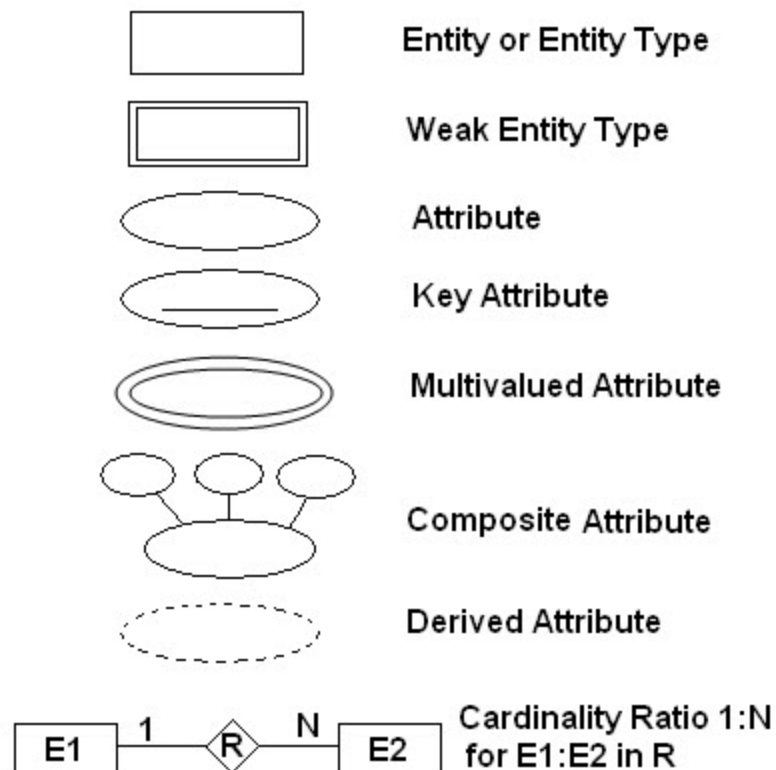 Entity or Entity Type
Weak Entity Type
Attribute
Key Attribute
Multivalued Attribute
Composite Attribute
Derived Attribute
E1 1 R N E2 Cardinality Ratio 1:N
for E1:E2 in R